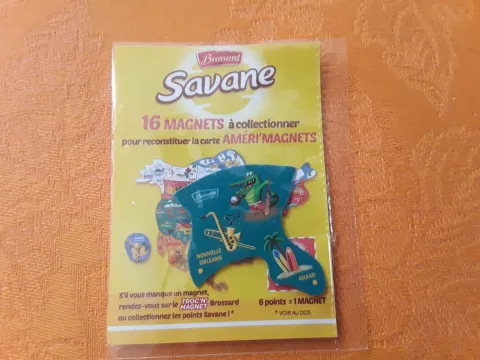 Brossard
Savane
16 MAGNETS à collectionner
pour reconstituer la carte AMÉRI'MAGNETS
Brossard
NOUVELLE
ORLÉANS
MIAMI
S'il vous manque un magnet,
rendez-vous sur le TROC'N' MAGNET Brossard
ou collectionnez les points Savane ! *
6 points = 1 MAGNET
* VOIR AU DOS